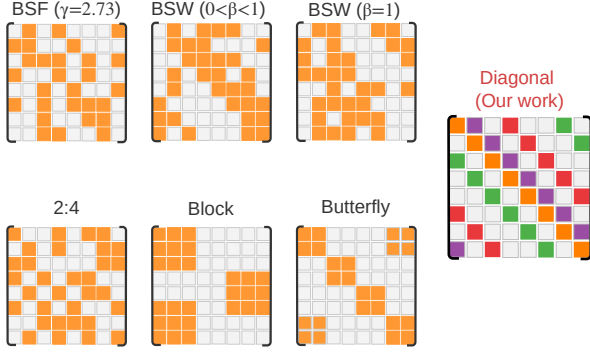 BSF (γ=2.73)
BSW (0<β<1)
BSW (β=1)
Diagonal
(Our work)
2:4
Block
Butterfly